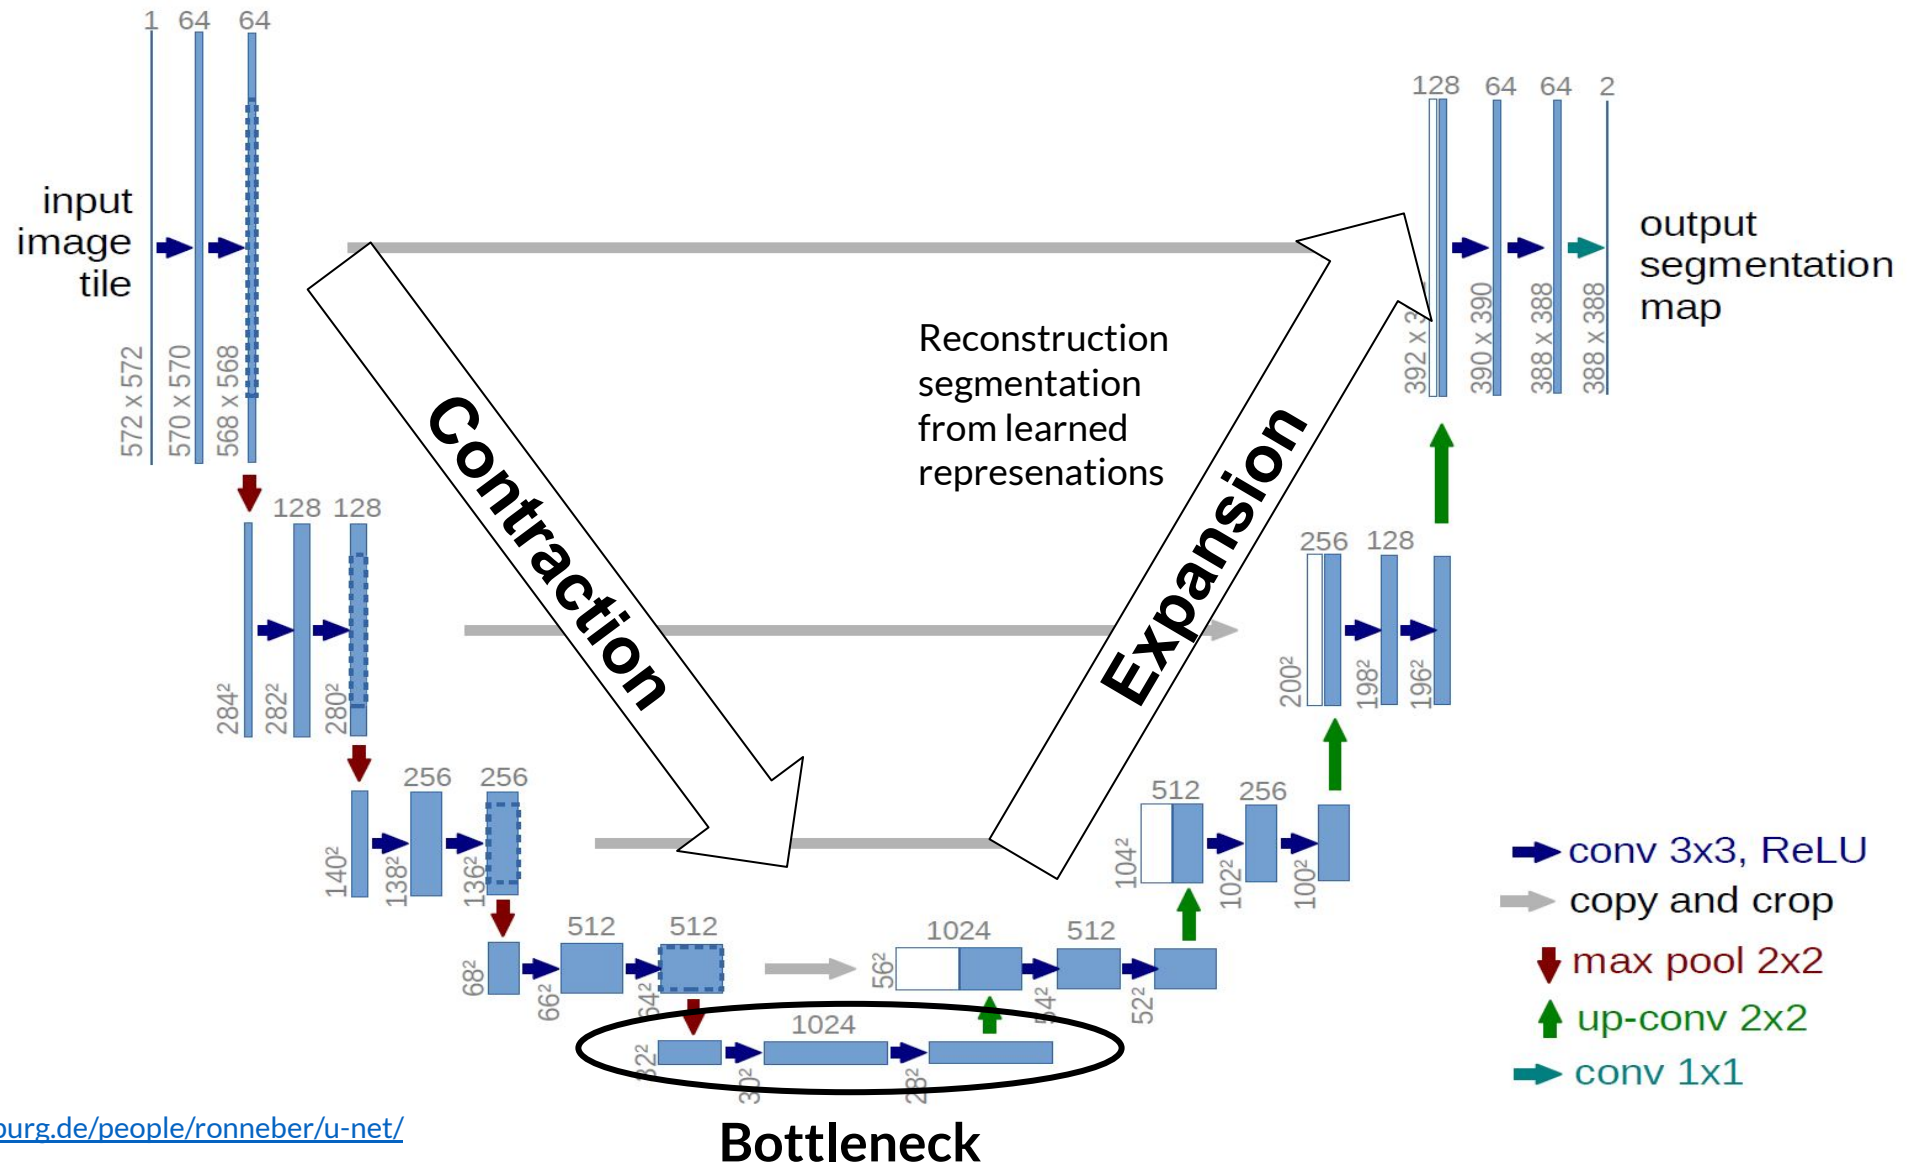 1 64 64
128 64 64 2
input
image
tile
output
segmentation
map
572 x 572
570 x 570
568 x 568
392 x 3
390 x 390
388 x 388
388 x 388
Reconstruction
segmentation
from learned
represenations
Contraction
Expansion
128 128
256 128
284²
282²
280²
200²
198²
196²
256 256
512 256
140²
138²
136²
104²
102²
100²
512 512
1024 512
68²
66²
64²
56²
54²
52²
1024
32²
30²
28²
conv 3x3, ReLU
copy and crop
max pool 2x2
up-conv 2x2
conv 1x1
burg.de/people/ronneber/u-net/
Bottleneck